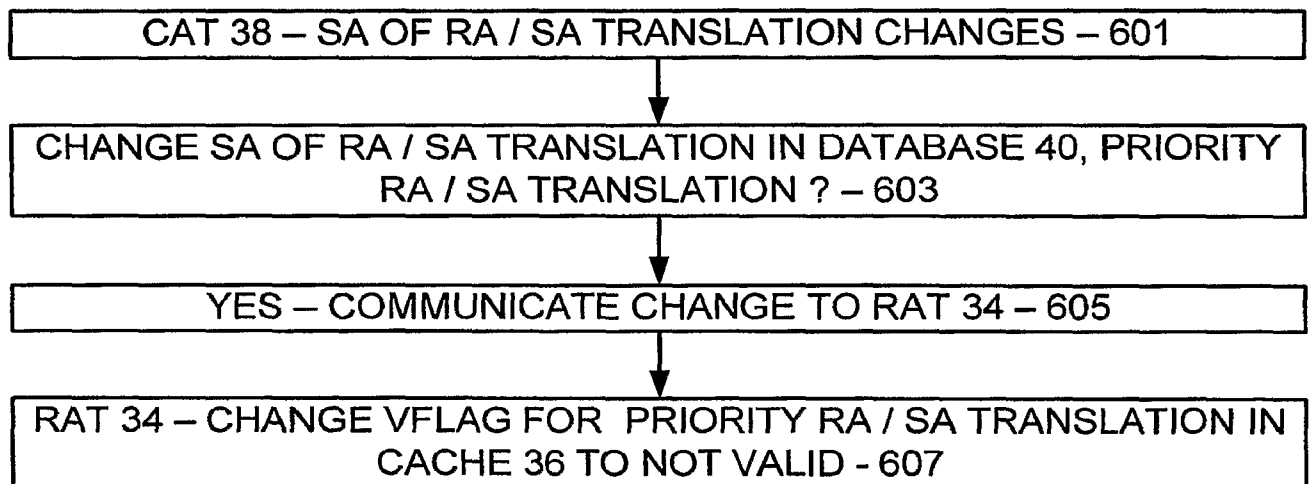 CAT 38 – SA OF RA / SA TRANSLATION CHANGES – 601
CHANGE SA OF RA / SA TRANSLATION IN DATABASE 40, PRIORITY
RA / SA TRANSLATION ? – 603
YES – COMMUNICATE CHANGE TO RAT 34 – 605
RAT 34 – CHANGE VFLAG FOR PRIORITY RA / SA TRANSLATION IN
CACHE 36 TO NOT VALID - 607